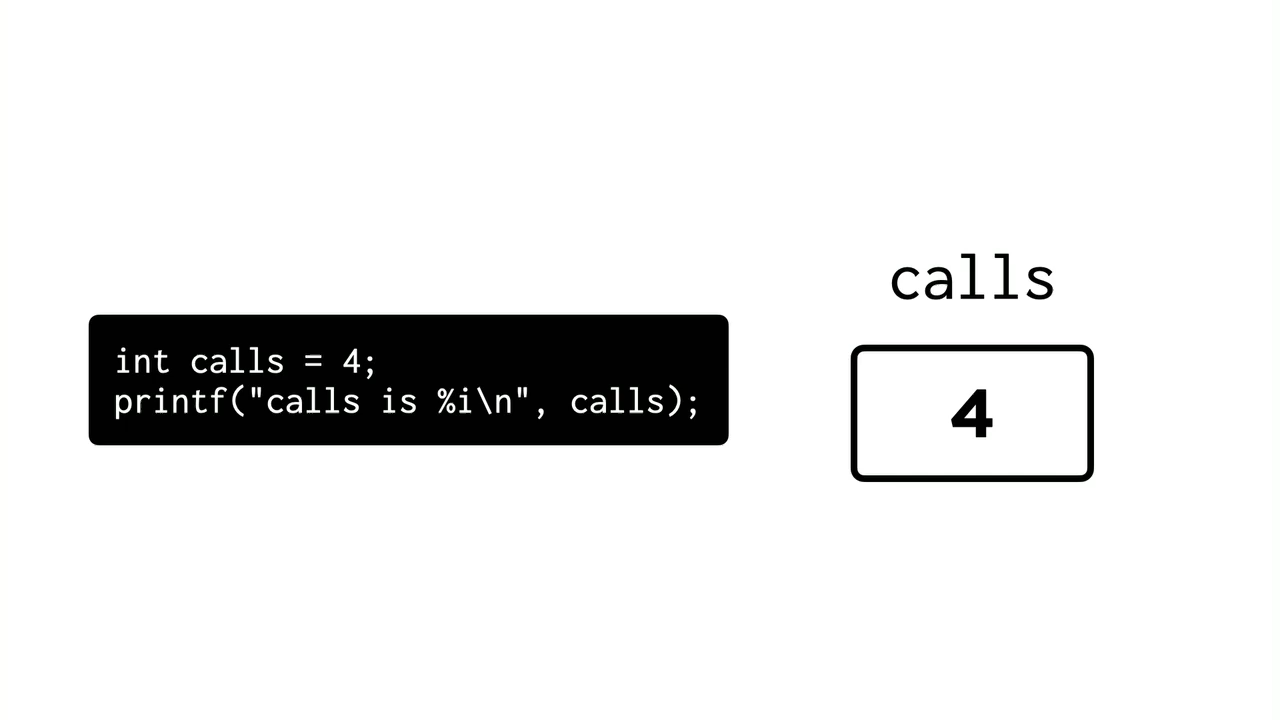 int calls = 4;
printf("calls is %i\n", calls);
calls
4